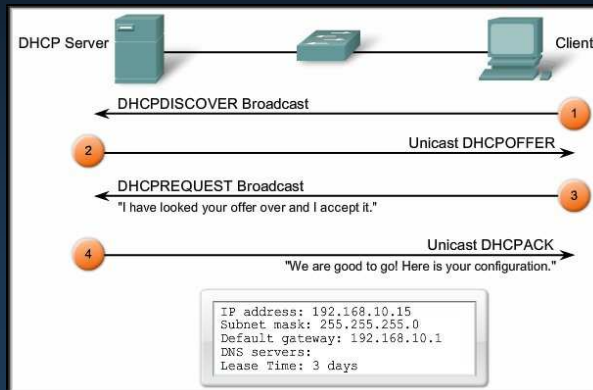 DHCP Server
Client
DHCPDISCOVER Broadcast
1
2
Unicast DHCPOFFER
DHCPREQUEST Broadcast
3
"I have looked your offer over and I accept it."
4
Unicast DHCPACK
"We are good to go! Here is your configuration."
IP address: 192.168.10.15
Subnet mask: 255.255.255.0
Default gateway: 192.168.10.1
DNS servers:
Lease Time: 3 days